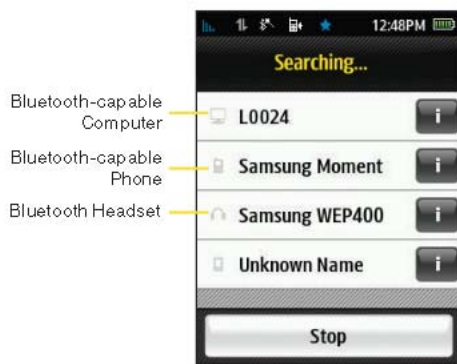 12:48PM
Searching...
Bluetooth-capable
Computer
L0024
i
Bluetooth-capable
Phone
Samsung Moment
i
Bluetooth Headset
Samsung WEP400
i
Unknown Name
i
Stop